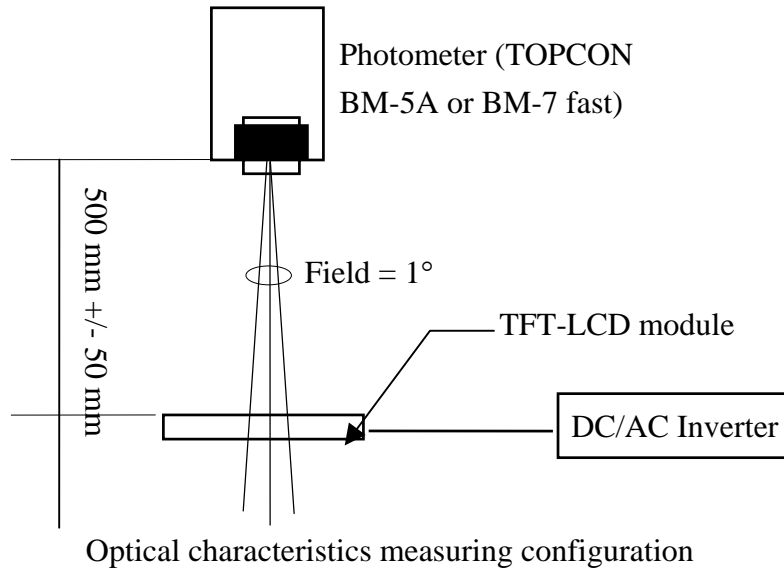 Photometer (TOPCON
BM-5A or BM-7 fast)
500 mm +/- 50 mm
Field = 1°
TFT-LCD module
DC/AC Inverter
Optical characteristics measuring configuration